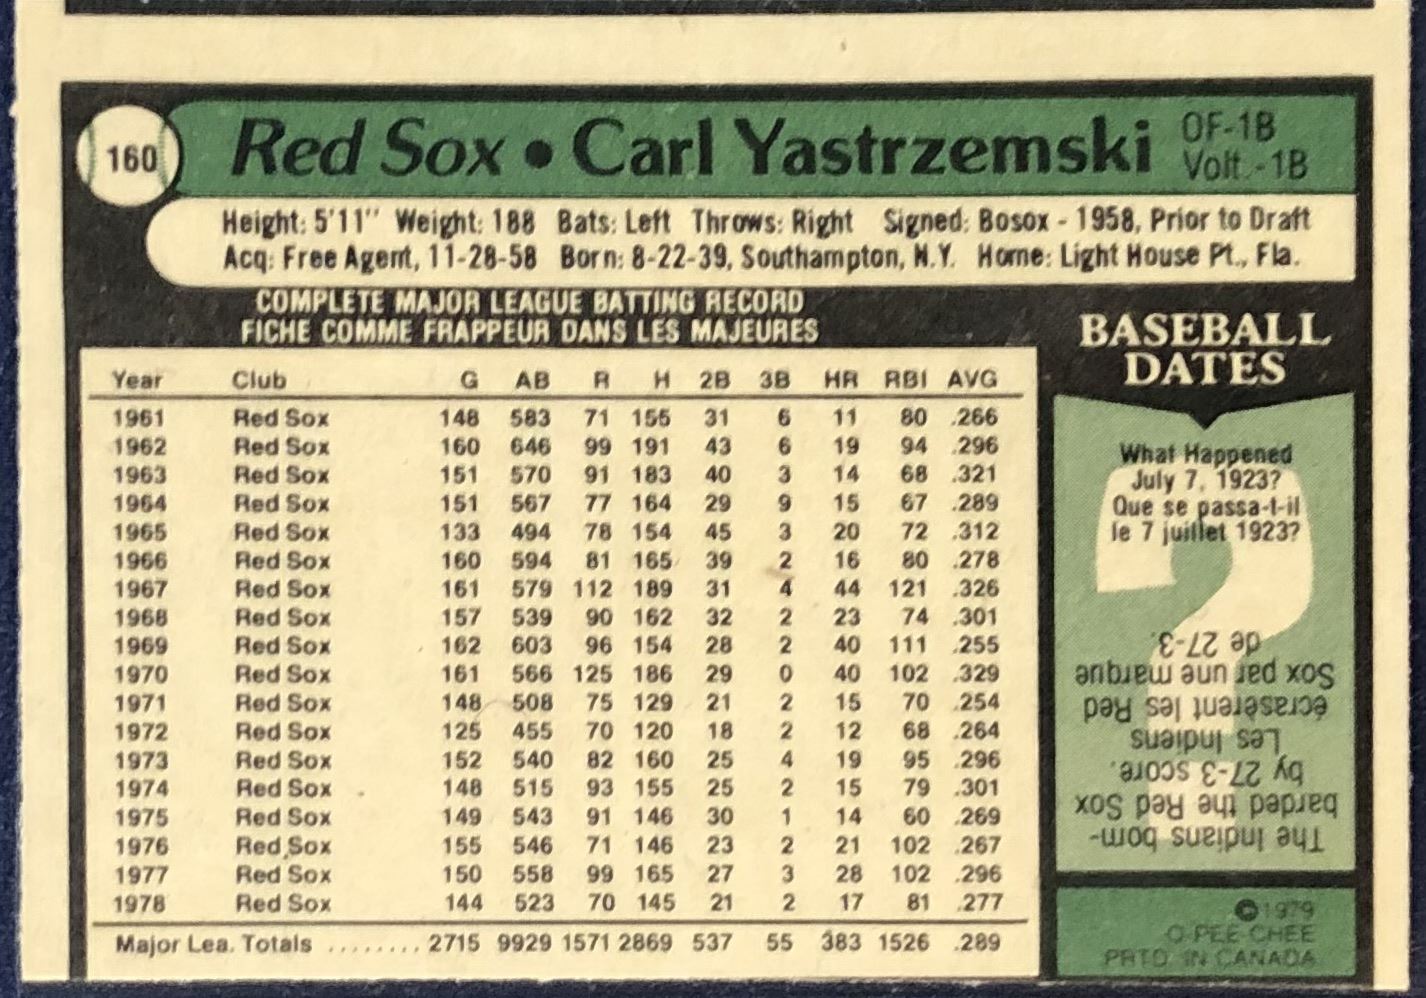 160
Red Sox • Carl Yastrzemski OF-1B
Volt.-1B
Height: 5'11" Weight: 188 Bats: Left Throws: Right Signed: Bosox - 1958, Prior to Draft
Acq: Free Agent, 11-28-58 Born: 8-22-39, Southampton, N.Y. Home: Light House Pt., Fla.
COMPLETE MAJOR LEAGUE BATTING RECORD
FICHE COMME FRAPPEUR DANS LES MAJEURES
Year Club G AB R H 2B 3B HR RBI AVG
1961 Red Sox 148 583 71 155 31 6 11 80 .266
1962 Red Sox 160 646 99 191 43 6 19 94 .296
1963 Red Sox 151 570 91 183 40 3 14 68 .321
1964 Red Sox 151 567 77 164 29 9 15 67 .289
1965 Red Sox 133 494 78 154 45 3 20 72 .312
1966 Red Sox 160 594 81 165 39 2 16 80 .278
1967 Red Sox 161 579 112 189 31 4 44 121 .326
1968 Red Sox 157 539 90 162 32 2 23 74 .301
1969 Red Sox 162 603 96 154 28 2 40 111 .255
1970 Red Sox 161 566 125 186 29 0 40 102 .329
1971 Red Sox 148 508 75 129 21 2 15 70 .254
1972 Red Sox 125 455 70 120 18 2 12 68 .264
1973 Red Sox 152 540 82 160 25 4 19 95 .296
1974 Red Sox 148 515 93 155 25 2 15 79 .301
1975 Red Sox 149 543 91 146 30 1 14 60 .269
1976 Red Sox 155 546 71 146 23 2 21 102 .267
1977 Red Sox 150 558 99 165 27 3 28 102 .296
1978 Red Sox 144 523 70 145 21 2 17 81 .277
Major Lea. Totals ........ 2715 9929 1571 2869 537 55 383 1526 .289
BASEBALL
DATES
What Happened
July 7, 1923?
Que se passa-t-il
le 7 juillet 1923?
The Indians bom-
barded the Red Sox
by 27-3 score.
Les Indiens
écrasèrent les Red
Sox par une marque
de 27-3.
© 1979
O-PEE-CHEE
PRTD. IN CANADA